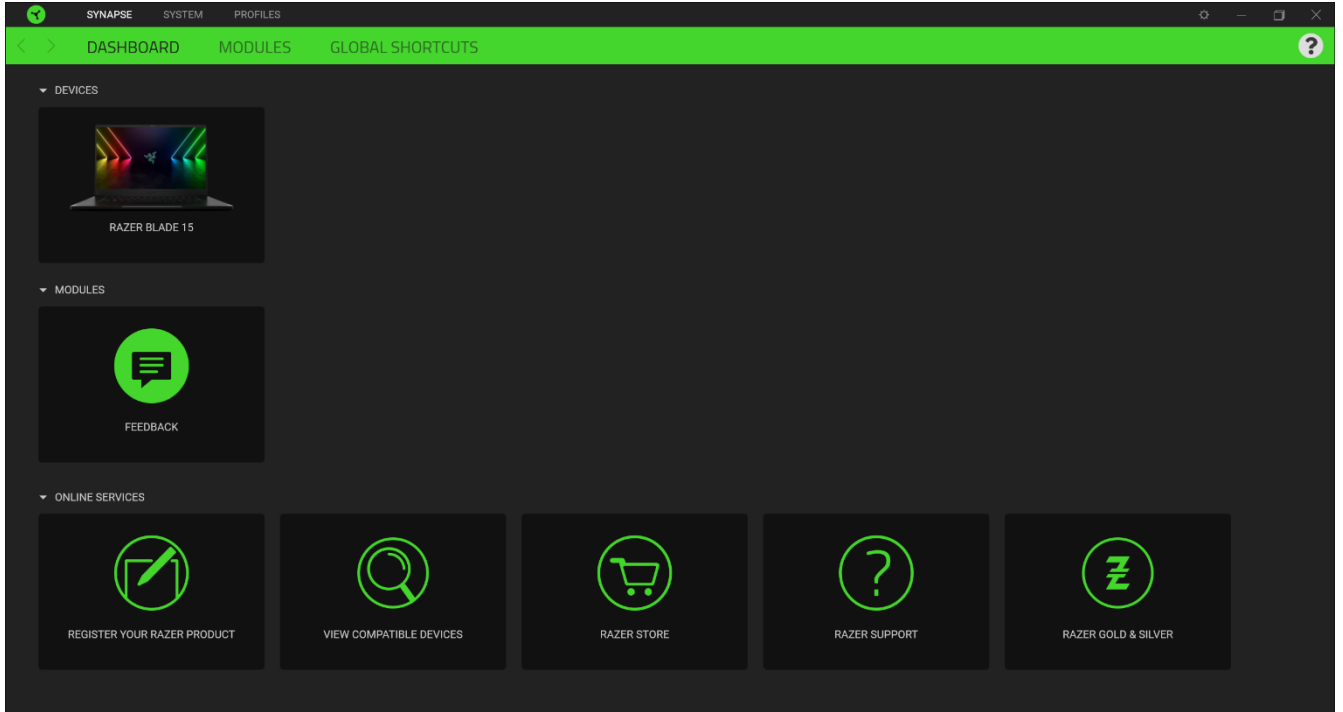 SYNAPSE SYSTEM PROFILES
DASHBOARD MODULES GLOBAL SHORTCUTS
?
DEVICES
RAZER BLADE 15
MODULES
FEEDBACK
ONLINE SERVICES
REGISTER YOUR RAZER PRODUCT
VIEW COMPATIBLE DEVICES
RAZER STORE
RAZER SUPPORT
RAZER GOLD & SILVER